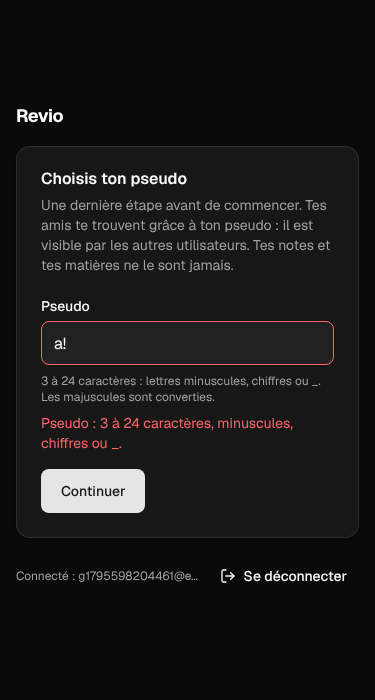 Revio
Choisis ton pseudo
Une dernière étape avant de commencer. Tes
amis te trouvent grâce à ton pseudo : il est
visible par les autres utilisateurs. Tes notes et
tes matières ne le sont jamais.
Pseudo
a!
3 à 24 caractères : lettres minuscules, chiffres ou _.
Les majuscules sont converties.
Pseudo : 3 à 24 caractères, minuscules,
chiffres ou _.
Continuer
Connecté : g1795598204461@e...
Se déconnecter